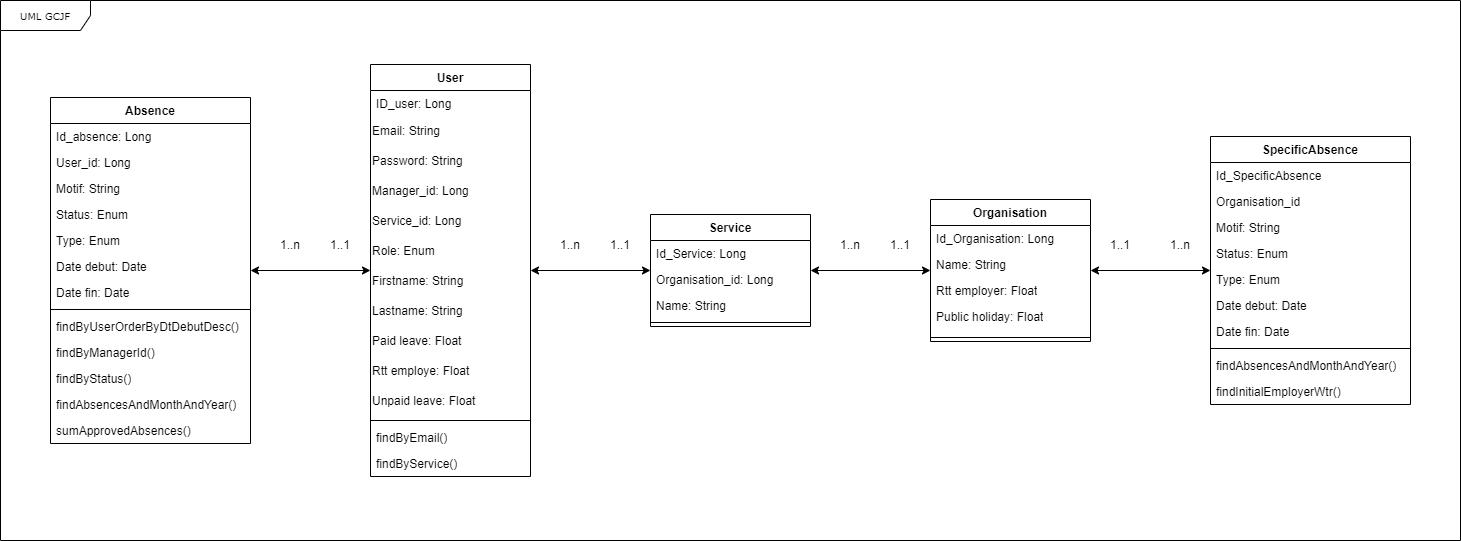 UML GCJF
Absence
Id_absence: Long
User_id: Long
Motif: String
Status: Enum
Type: Enum
Date debut: Date
Date fin: Date
findByUserOrderByDtDebutDesc()
findByManagerId()
findByStatus()
findAbsencesAndMonthAndYear()
sumApprovedAbsences()
1..n
1..1
User
ID_user: Long
Email: String
Password: String
Manager_id: Long
Service_id: Long
Role: Enum
Firstname: String
Lastname: String
Paid leave: Float
Rtt employe: Float
Unpaid leave: Float
findByEmail()
findByService()
1..n
1..1
Service
Id_Service: Long
Organisation_id: Long
Name: String
1..n
1..1
Organisation
Id_Organisation: Long
Name: String
Rtt employer: Float
Public holiday: Float
1..1
1..n
SpecificAbsence
Id_SpecificAbsence
Organisation_id
Motif: String
Status: Enum
Type: Enum
Date debut: Date
Date fin: Date
findAbsencesAndMonthAndYear()
findInitialEmployerWtr()